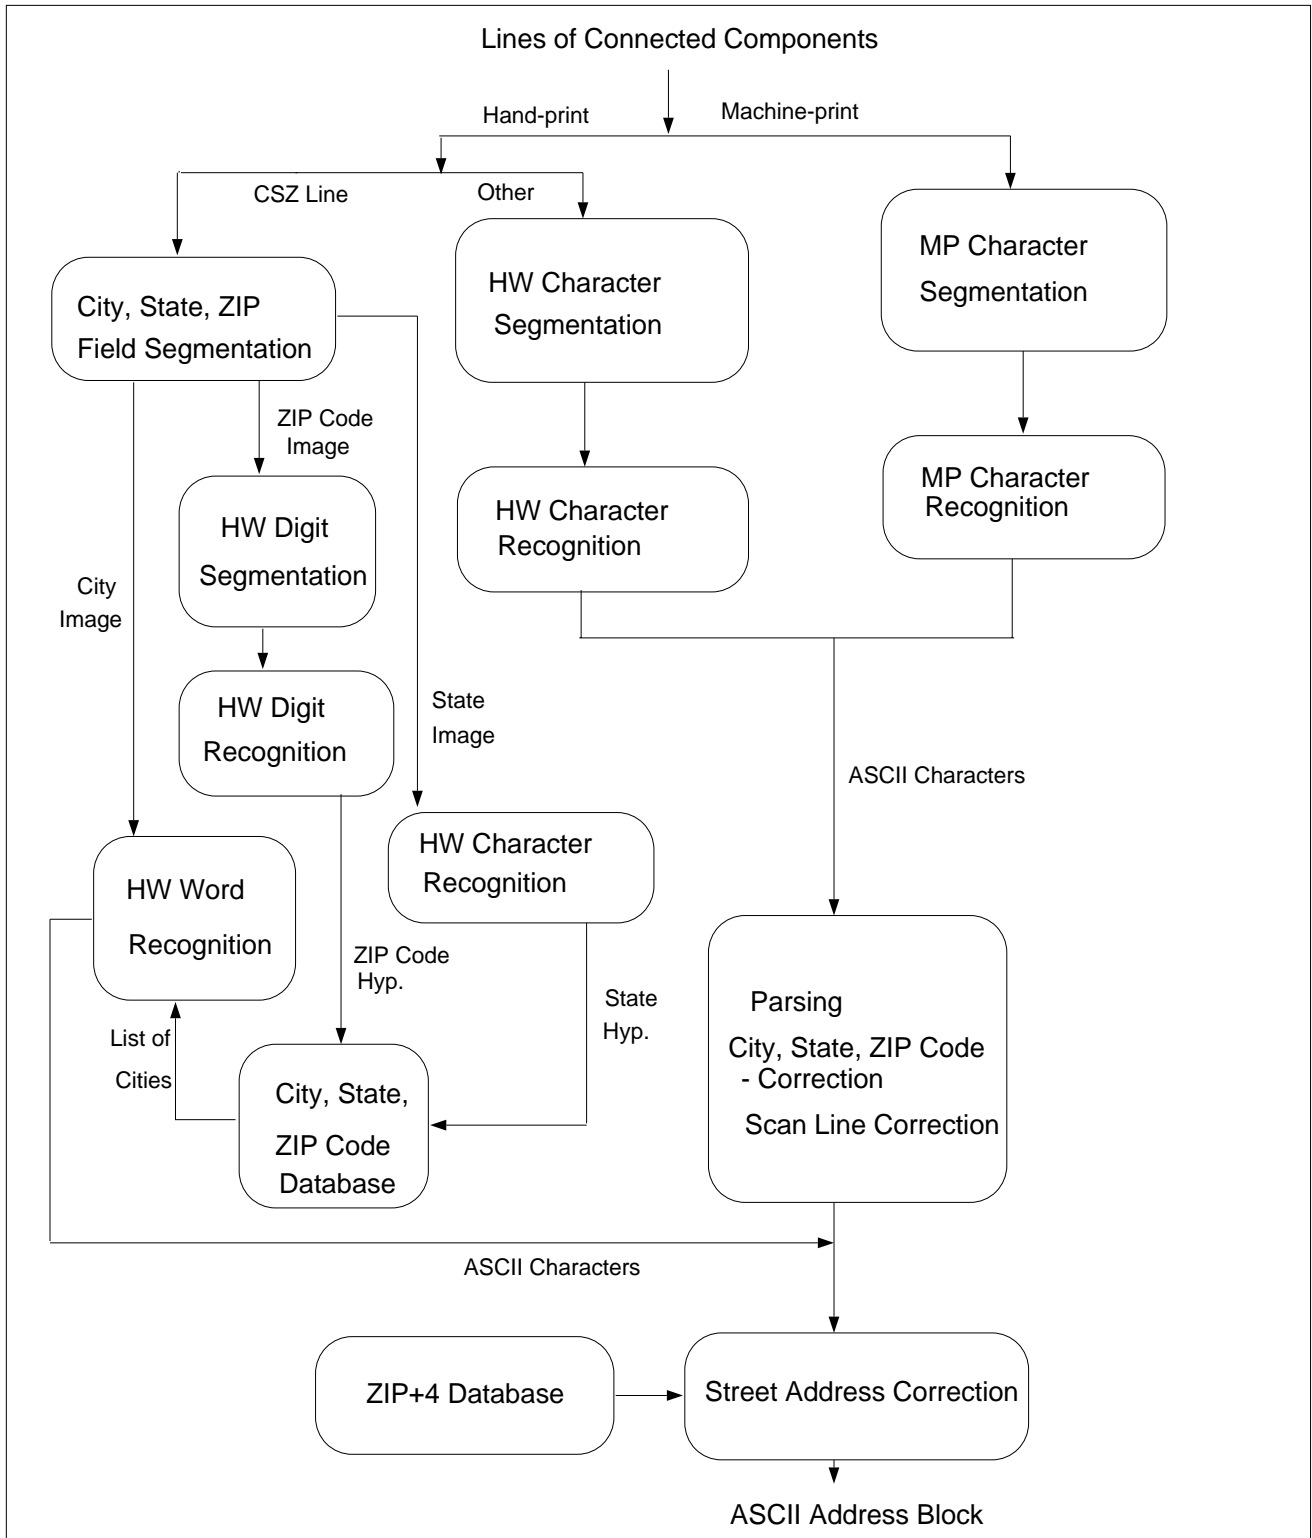 Lines of Connected Components
Hand-print
Machine-print
CSZ Line
Other
City, State, ZIP
Field Segmentation
HW Character
Segmentation
MP Character
Segmentation
ZIP Code
Image
HW Digit
Segmentation
HW Character
Recognition
MP Character
Recognition
City
Image
HW Digit
Recognition
State
Image
ASCII Characters
HW Word
Recognition
HW Character
Recognition
ZIP Code
Hyp.
State
Hyp.
List of
Cities
City, State,
ZIP Code
Database
Parsing
City, State, ZIP Code
- Correction
Scan Line Correction
ASCII Characters
ZIP+4 Database
Street Address Correction
ASCII Address Block